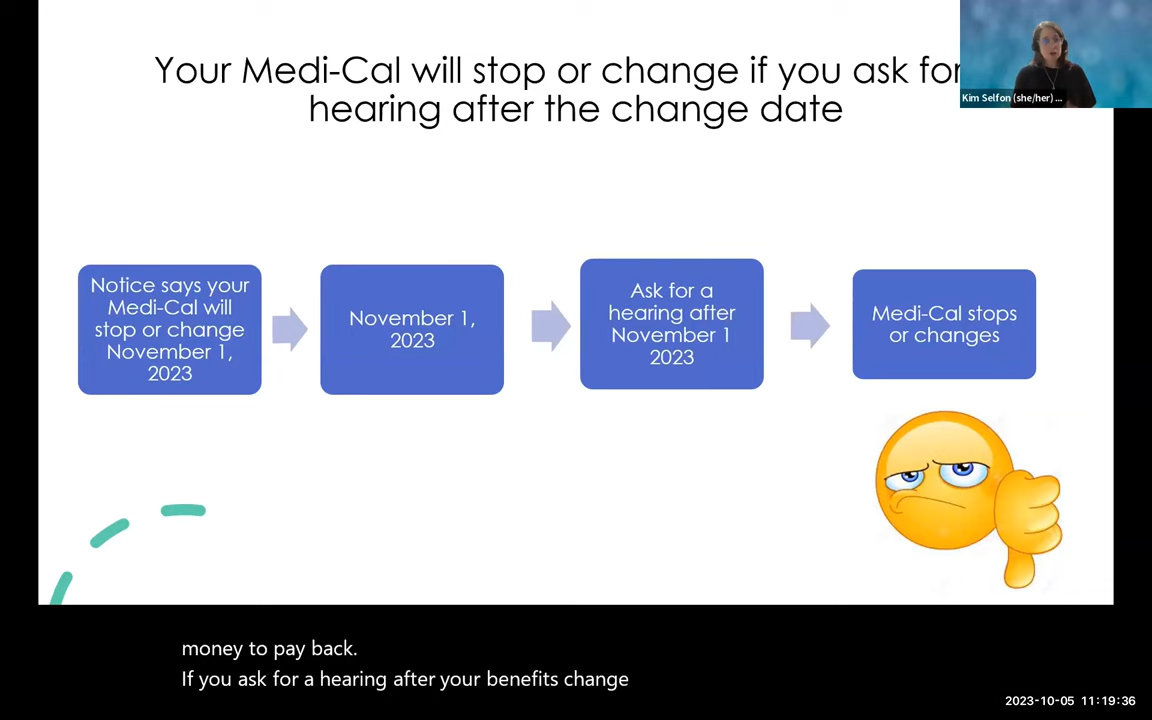 Your Medi-Cal will stop or change if you ask for
hearing after the change date
Kim Selfon (she/her) ...
Notice says your
Medi-Cal will
stop or change
November 1,
2023
November 1,
2023
Ask for a
hearing after
November 1
2023
Medi-Cal stops
or changes
money to pay back.
If you ask for a hearing after your benefits change
2023-10-05 11:19:36